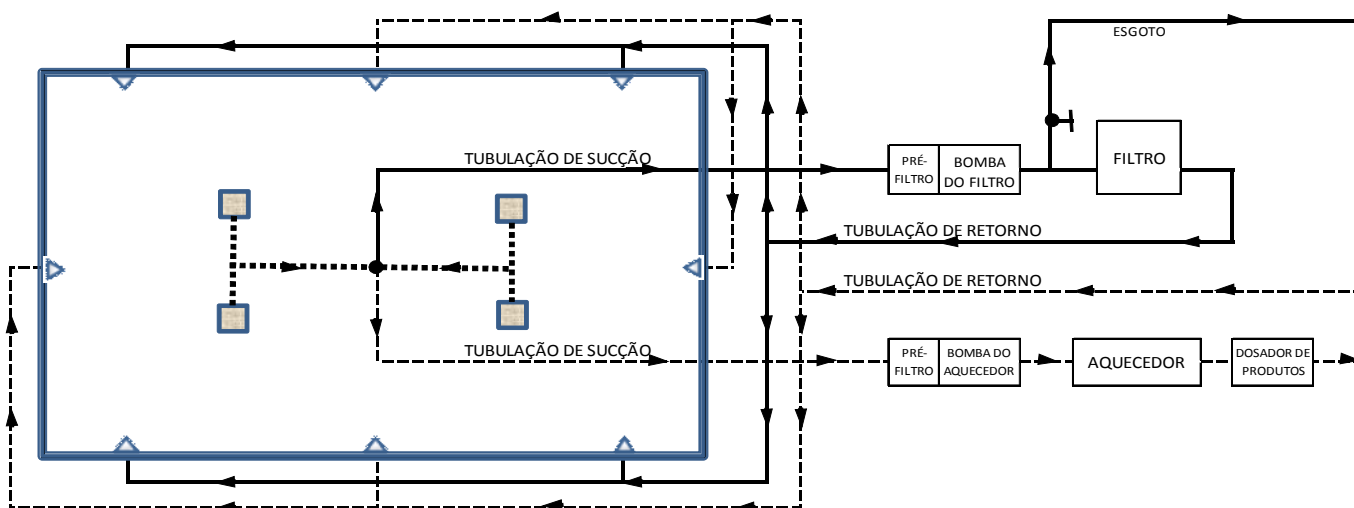 ESGOTO
TUBULAÇÃO DE SUCÇÃO
PRÉ-
FILTRO
BOMBA
DO FILTRO
FILTRO
TUBULAÇÃO DE RETORNO
TUBULAÇÃO DE RETORNO
TUBULAÇÃO DE SUCÇÃO
PRÉ-
FILTRO
BOMBA DO
AQUECEDOR
AQUECEDOR
DOSADOR DE
PRODUTOS